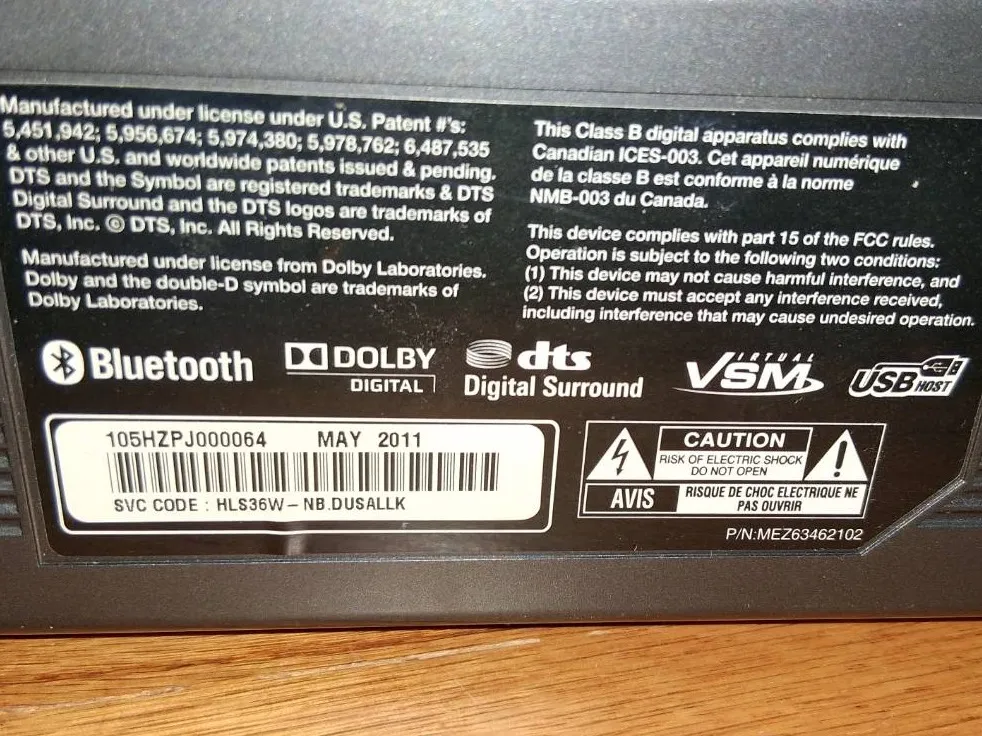 Manufactured under license under U.S. Patent #'s:
5,451,942; 5,956,674; 5,974,380; 5,978,762; 6,487,535
& other U.S. and worldwide patents issued & pending.
DTS and the Symbol are registered trademarks & DTS
Digital Surround and the DTS logos are trademarks of
DTS, Inc. © DTS, Inc. All Rights Reserved.
Manufactured under license from Dolby Laboratories.
Dolby and the double-D symbol are trademarks of
Dolby Laboratories.
This Class B digital apparatus complies with
Canadian ICES-003. Cet appareil numérique
de la classe B est conforme à la norme
NMB-003 du Canada.
This device complies with part 15 of the FCC rules.
Operation is subject to the following two conditions:
(1) This device may not cause harmful interference, and
(2) This device must accept any interference received,
including interference that may cause undesired operation.
Bluetooth
DOLBY
DIGITAL
dts
Digital Surround
VIRTUAL
VSM
USB HOST
105HZPJ000064 MAY 2011
SVC CODE : HLS36W-NB.DUSALLK
CAUTION
RISK OF ELECTRIC SHOCK
DO NOT OPEN
AVIS
RISQUE DE CHOC ELECTRIQUE NE
PAS OUVRIR
P/N:MEZ63462102